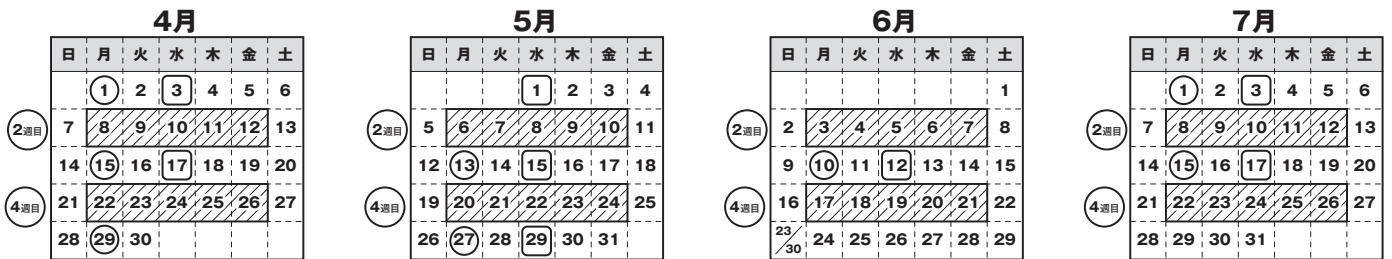 4月
日 月 火 水 木 金 土
1 2 3 4 5 6
2週目 7 8 9 10 11 12 13
14 15 16 17 18 19 20
4週目 21 22 23 24 25 26 27
28 29 30
5月
日 月 火 水 木 金 土
1 2 3 4
2週目 5 6 7 8 9 10 11
12 13 14 15 16 17 18
4週目 19 20 21 22 23 24 25
26 27 28 29 30 31
6月
日 月 火 水 木 金 土
1
2週目 2 3 4 5 6 7 8
9 10 11 12 13 14 15
4週目 16 17 18 19 20 21 22
23/30 24 25 26 27 28 29
7月
日 月 火 水 木 金 土
1 2 3 4 5 6
2週目 7 8 9 10 11 12 13
14 15 16 17 18 19 20
4週目 21 22 23 24 25 26 27
28 29 30 31